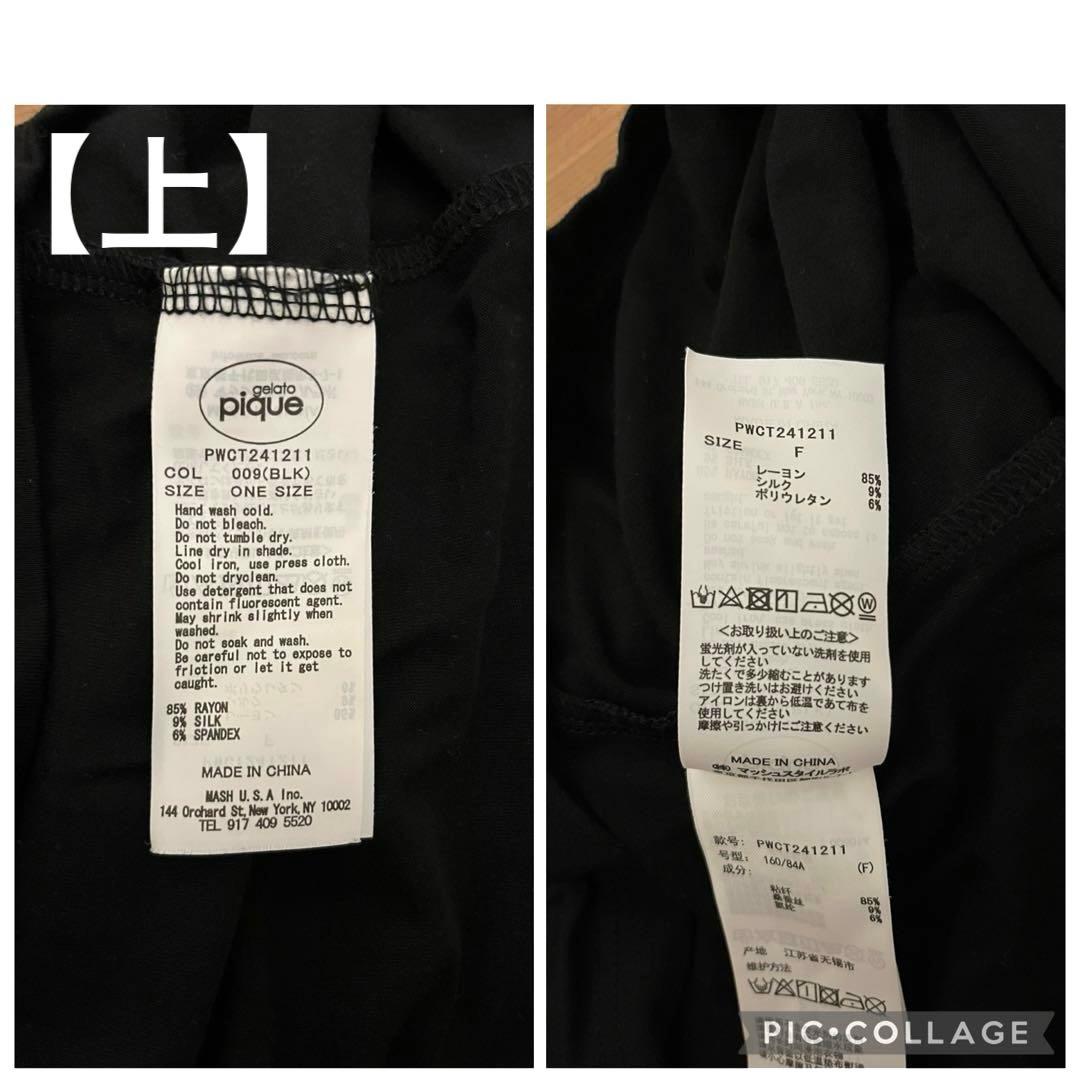 【上】
gelato
pique
PWCT241211
COL 009(BLK)
SIZE ONE SIZE
Hand wash cold.
Do not bleach.
Do not tumble dry.
Line dry in shade.
Cool iron, use press cloth.
Do not dryclean.
Use detergent that does not
contain fluorescent agent.
May shrink slightly when
washed.
Do not soak and wash.
Be careful not to expose to
friction or let it get
caught.
85% RAYON
9% SILK
6% SPANDEX
MADE IN CHINA
MASH U.S.A Inc.
144 Orchard St, New York, NY 10002
TEL 917 409 5520
PWCT241211
SIZE F
レーヨン 85%
シルク 9%
ポリウレタン 6%
W
<お取り扱い上のご注意>
蛍光剤が入っていない洗剤を使用
してください
洗たくで多少縮むことがあります
つけ置き洗いはお避けください
アイロンは裏から低温であて布を
使用してください
摩擦や引っかけにご注意ください
MADE IN CHINA
(株)マッシュスタイルラボ
款号: PWCT241211
号型: 160/84A (F)
成分:
粘纤 85%
桑蚕丝 9%
氨纶 6%
产地 江苏省无锡市
维护方法
PIC•COLLAGE